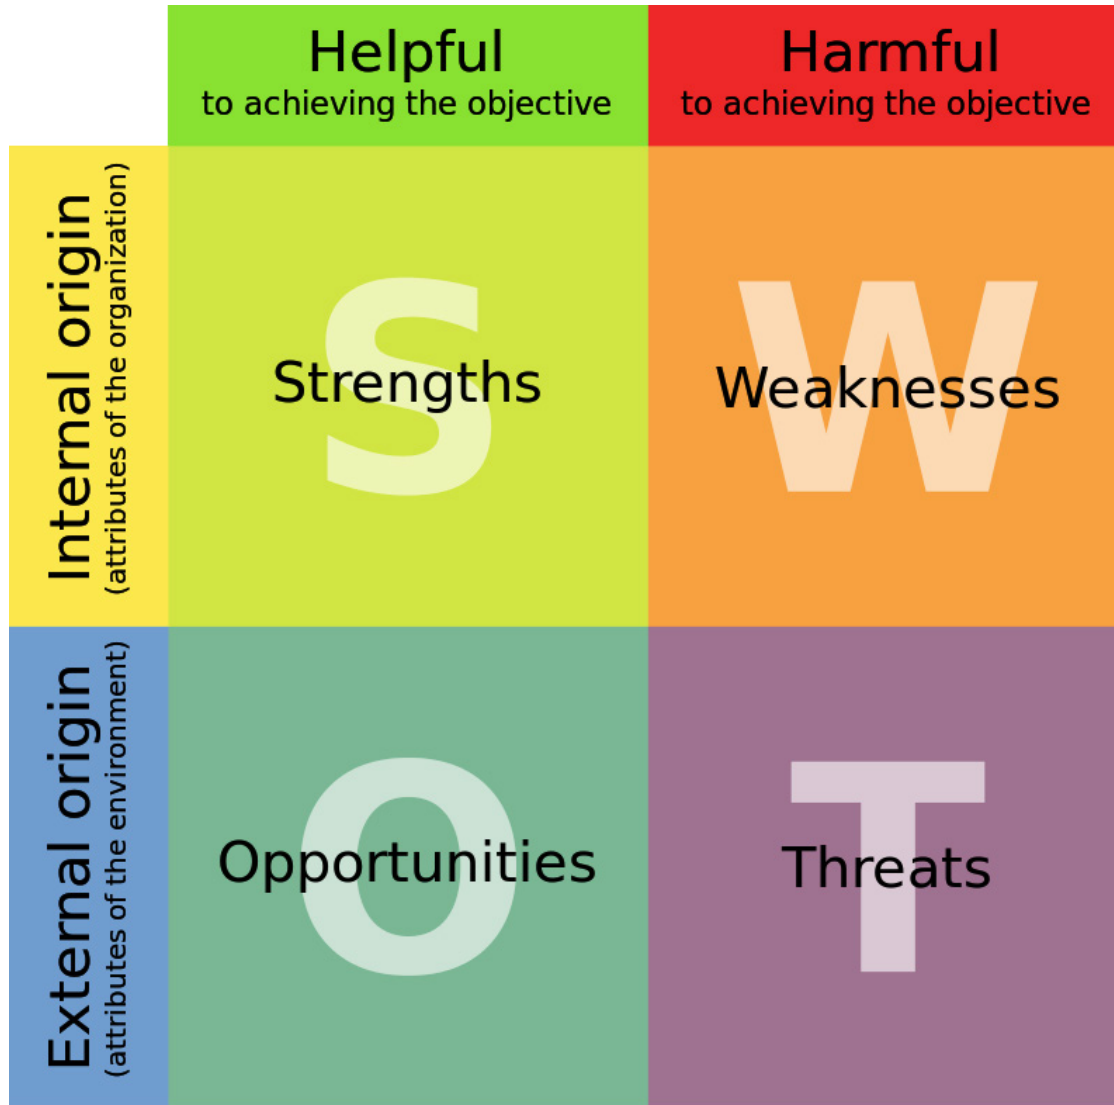 Helpful
to achieving the objective
Harmful
to achieving the objective
Internal origin
(attributes of the organization)
S
Strengths
W
Weaknesses
External origin
(attributes of the environment)
O
Opportunities
T
Threats